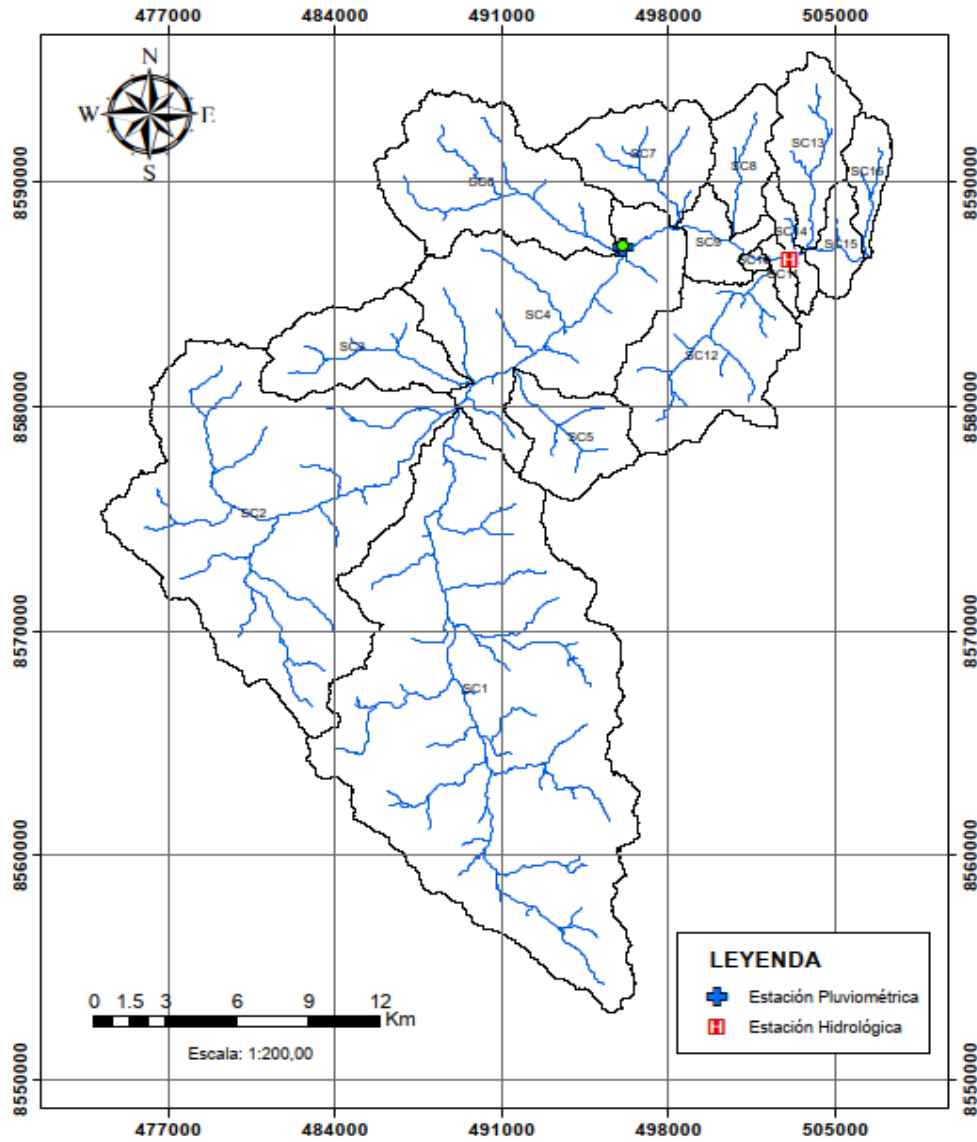 477000 484000 491000 498000 505000
N
W E
S
SC7
SC8
SC13
SC16
8590000 8590000
SC14
SC9
SC15
SC4
SC3
SC12
8580000 8580000
SC5
SC2
8570000 8570000
SC1
8560000 8560000
LEYENDA
Estación Pluviométrica
H Estación Hidrológica
0 1.5 3 6 9 12
Km
Escala: 1:200,00
8550000 8550000
477000 484000 491000 498000 505000